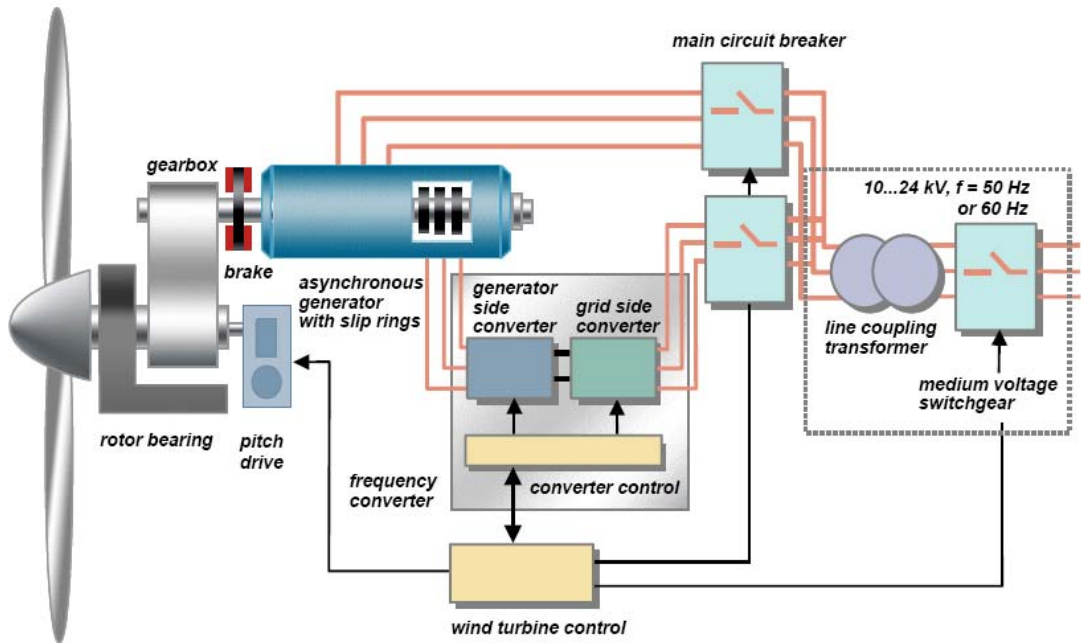 main circuit breaker
gearbox
10...24 kV, f = 50 Hz
or 60 Hz
brake
asynchronous
generator
with slip rings
generator
side
converter
grid side
converter
line coupling
transformer
medium voltage
switchgear
rotor bearing
pitch
drive
frequency
converter
converter control
wind turbine control